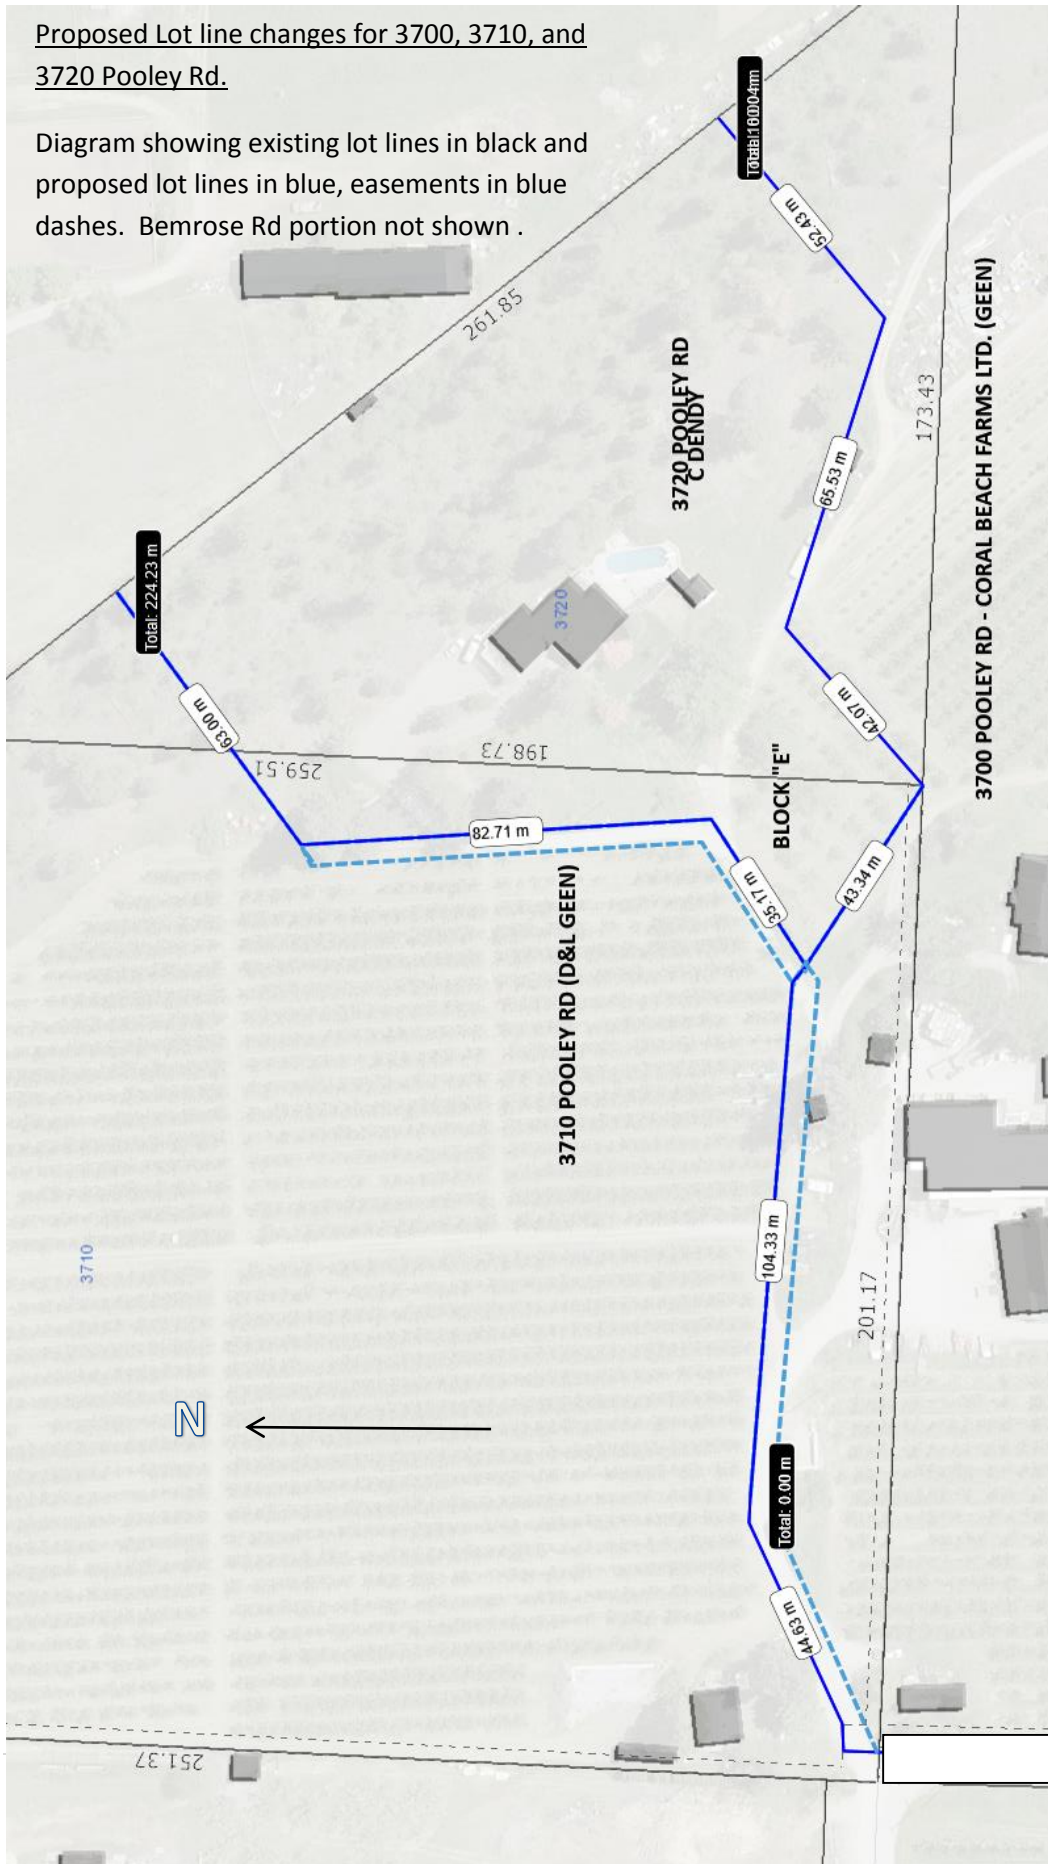 Proposed Lot line changes for 3700, 3710, and
3720 Pooley Rd.
Diagram showing existing lot lines in black and
proposed lot lines in blue, easements in blue
dashes. Bemrose Rd portion not shown .
52.43 m
261.85
3720 POOLEY RD
C DENDY
173.43
3700 POOLEY RD - CORAL BEACH FARMS LTD. (GEEN)
65.53 m
Total: 224.23 m
3720
63.00 m
42.07 m
198.73
259.51
BLOCK "E"
82.71 m
35.17 m
43.34 m
3710 POOLEY RD (D&L GEEN)
104.33 m
3710
201.17
N
Total: 0.00 m
44.63 m
251.37